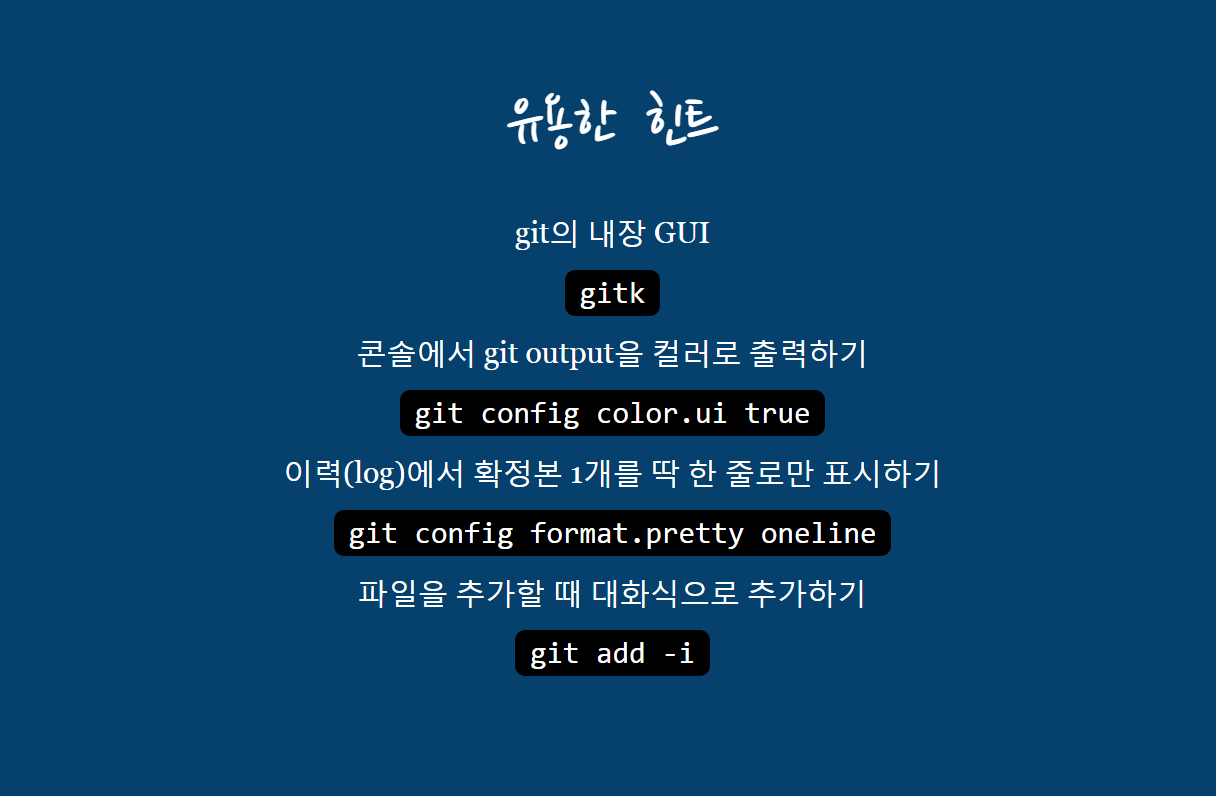 유용한 힌트
git의 내장 GUI
gitk
콘솔에서 git output을 컬러로 출력하기
git config color.ui true
이력(log)에서 확정본 1개를 딱 한 줄로만 표시하기
git config format.pretty oneline
파일을 추가할 때 대화식으로 추가하기
git add -i